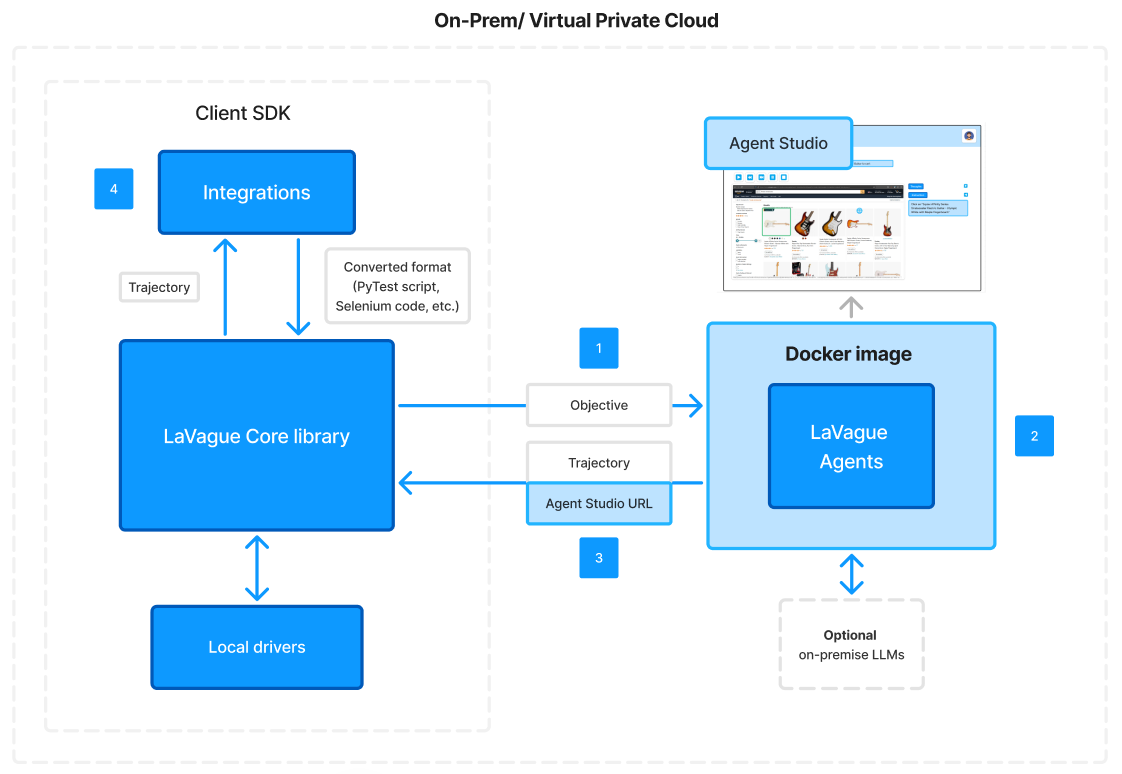 On-Prem/ Virtual Private Cloud
Client SDK
4
Integrations
Trajectory
Converted format
(PyTest script,
Selenium code, etc.)
LaVague Core library
Local drivers
1
Objective
Trajectory
Agent Studio URL
3
Agent Studio
Docker image
LaVague
Agents
2
Optional
on-premise LLMs